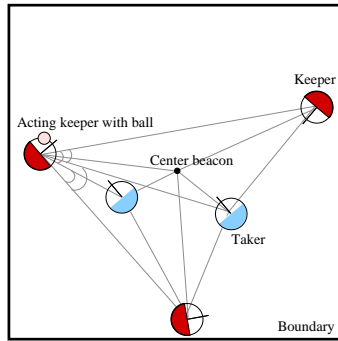 Keeper
Acting keeper with ball
Center beacon
Taker
Boundary